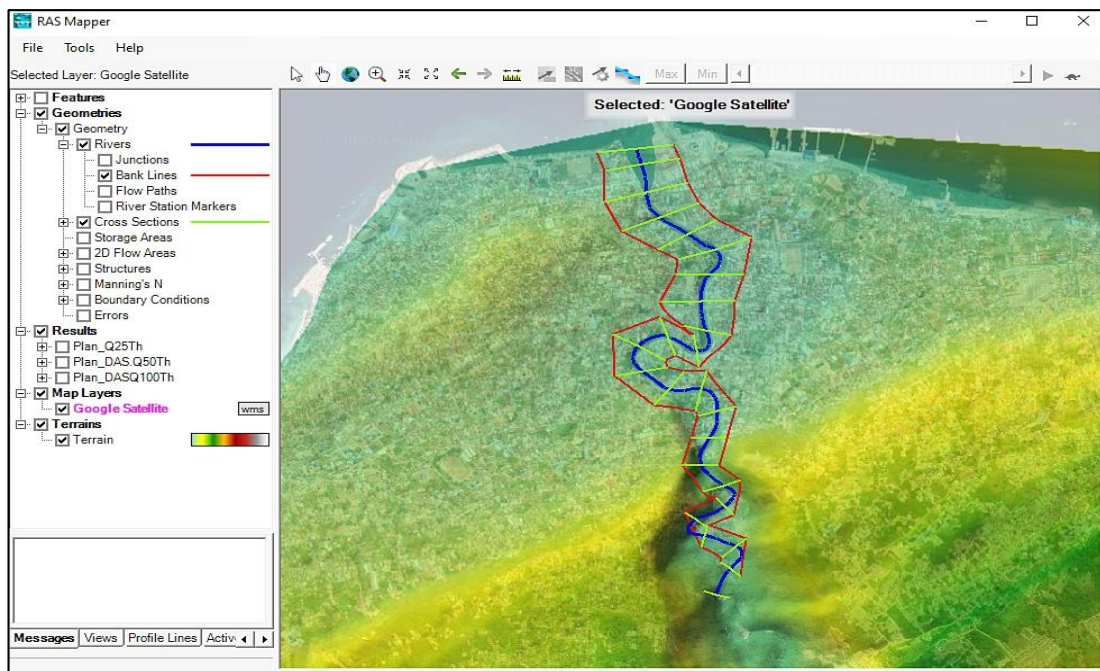 RAS Mapper
File Tools Help
Selected Layer: Google Satellite
Max Min
Features
Geometries
Geometry
Rivers
Junctions
Bank Lines
Flow Paths
River Station Markers
Cross Sections
Storage Areas
2D Flow Areas
Structures
Manning's N
Boundary Conditions
Errors
Results
Plan_Q25Th
Plan_DAS.Q50Th
Plan_DASQ100Th
Map Layers
Google Satellite wms
Terrains
Terrain
Selected: 'Google Satellite'
Messages Views Profile Lines Activ